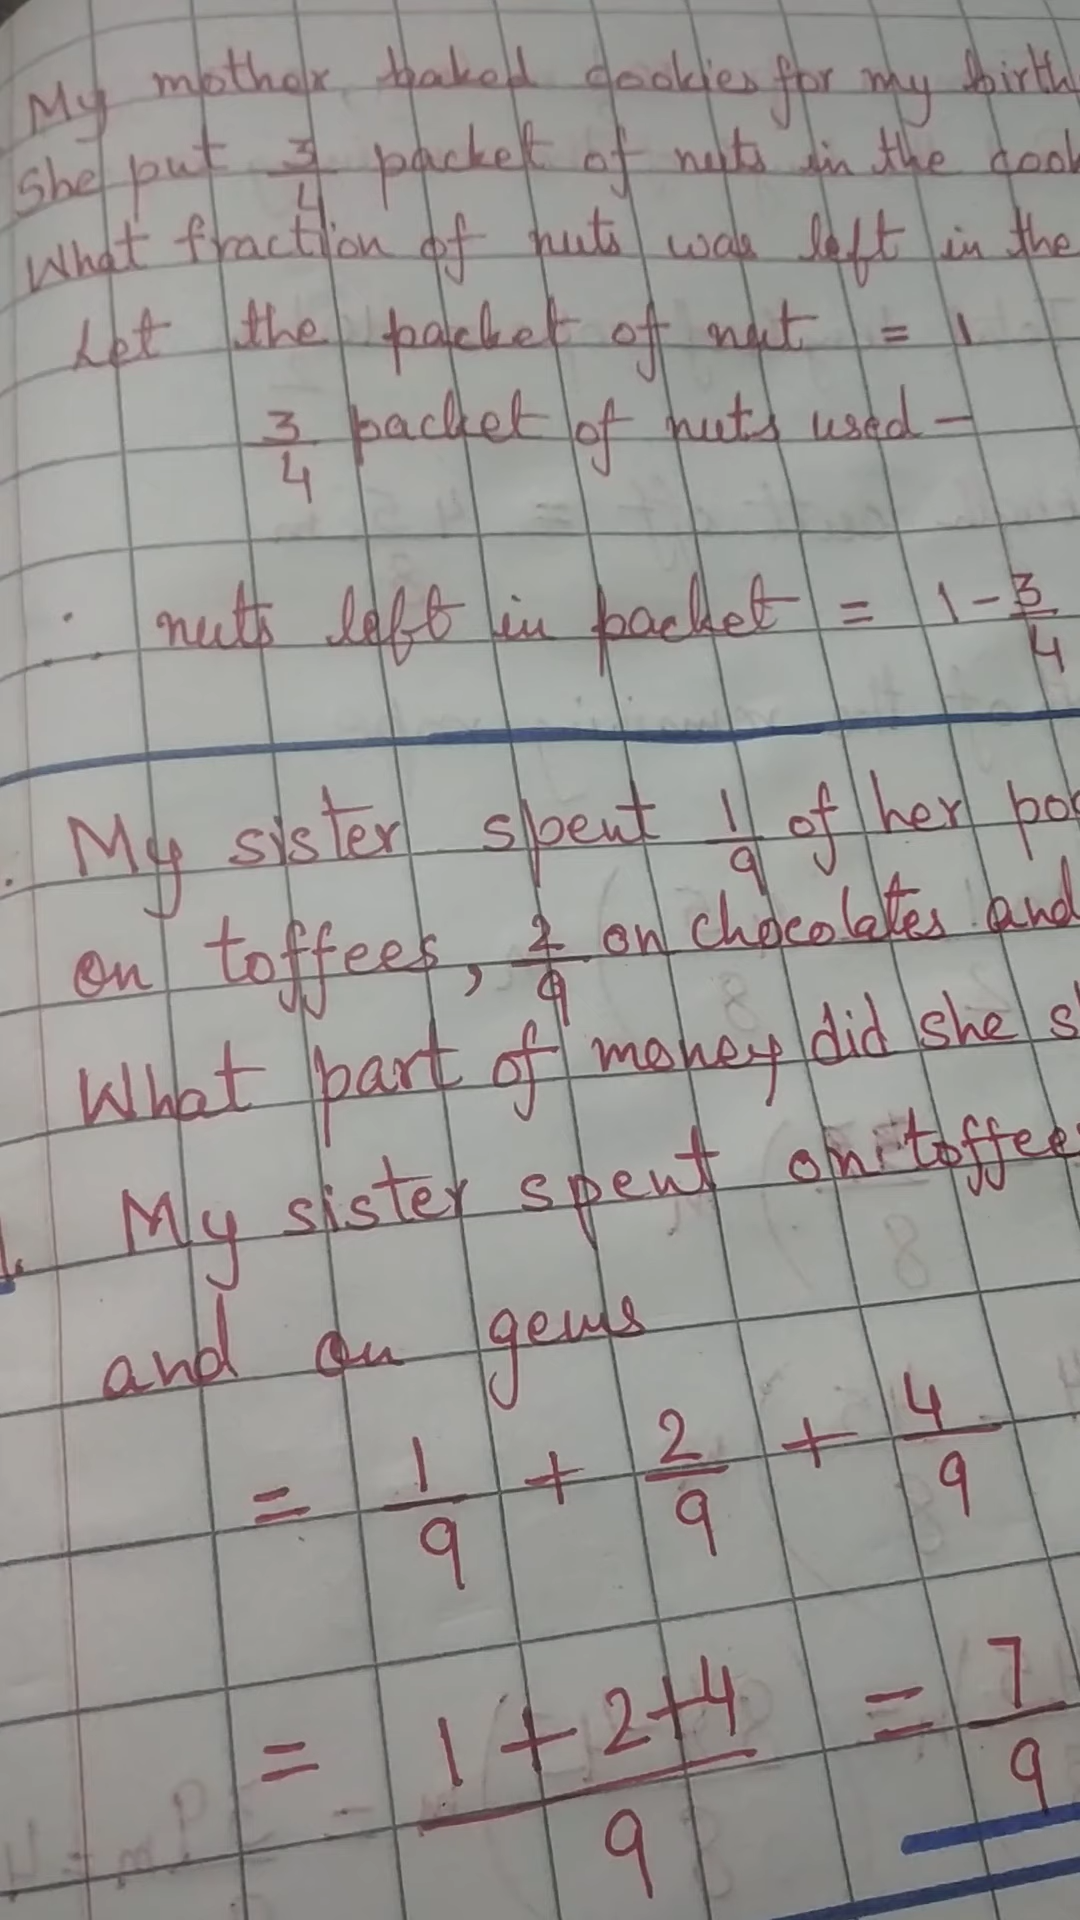 My mother baked cookies for my birth
She put 3/4 packet of nuts in the cook
What fraction of nuts was left in the
Let the packet of nut = 1
3/4 packet of nuts used -
nuts left in packet = 1 - 3/4
My sister spent 1/9 of her poc
on toffees, 2/9 on chocolates and
What part of money did she s
My sister spent on toffee
and on gems
= 1/9 + 2/9 + 4/9
= 1 + 2 + 4 / 9 = 7/9